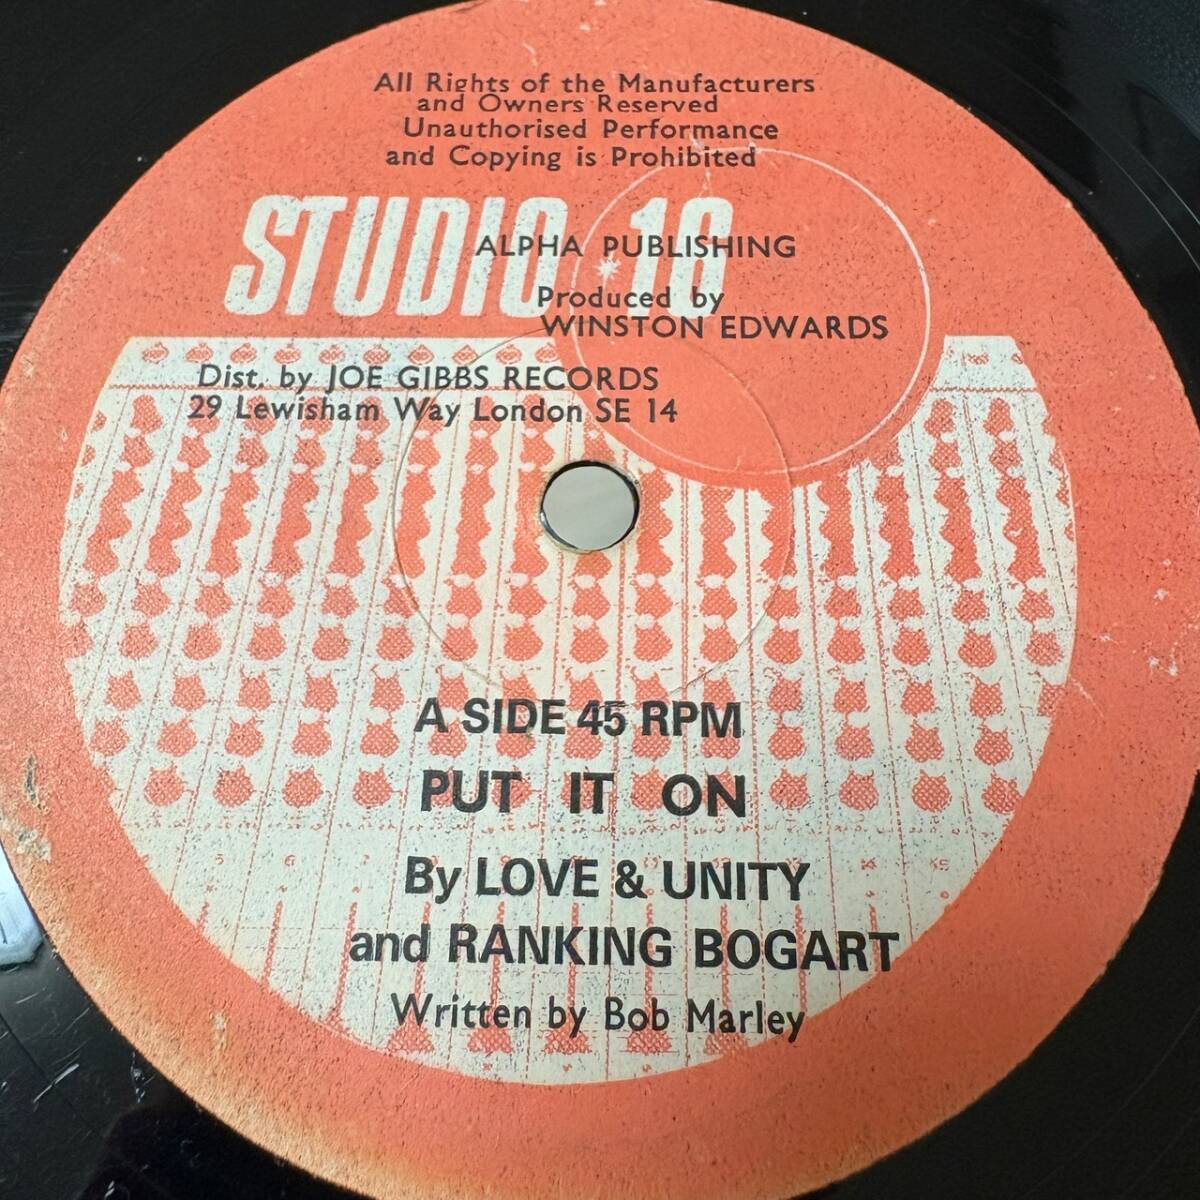 All Rights of the Manufacturers
and Owners Reserved
Unauthorised Performance
and Copying is Prohibited
STUDIO 16
ALPHA PUBLISHING
Produced by
WINSTON EDWARDS
Dist. by JOE GIBBS RECORDS
29 Lewisham Way London SE 14
A SIDE 45 RPM
PUT IT ON
By LOVE & UNITY
and RANKING BOGART
Written by Bob Marley